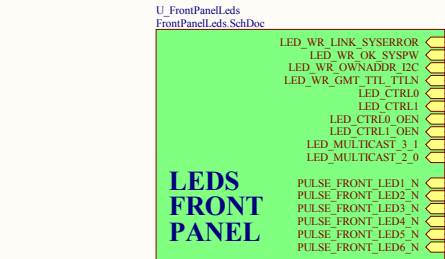 U_FrontPanelLeds
FrontPanelLeds.SchDoc
LED_WR_LINK_SYSERROR
LED_WR_OK_SYSPW
LED_WR_OWNADDR_I2C
LED_WR_GMT_TTL_TTLN
LED_CTRL0
LED_CTRL1
LED_CTRL0_OEN
LED_CTRL1_OEN
LED_MULTICAST_3_1
LED_MULTICAST_2_0
LEDS
FRONT
PANEL
PULSE_FRONT_LED1_N
PULSE_FRONT_LED2_N
PULSE_FRONT_LED3_N
PULSE_FRONT_LED4_N
PULSE_FRONT_LED5_N
PULSE_FRONT_LED6_N